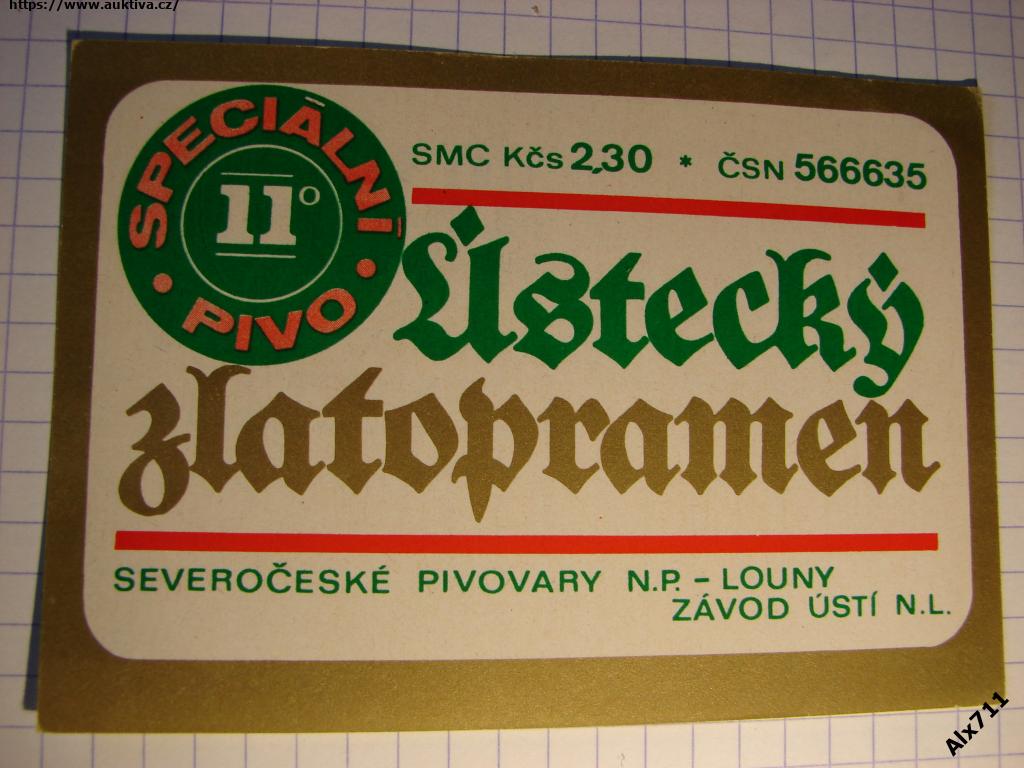 https://www.auktiva.cz/
SPECIÁLNÍ
11°
• PIVO •
SMC Kčs 2,30 * ČSN 566635
Ústecký
zlatopramen
SEVEROČESKÉ PIVOVARY N.P. – LOUNY
ZÁVOD ÚSTÍ N.L.
Alx711